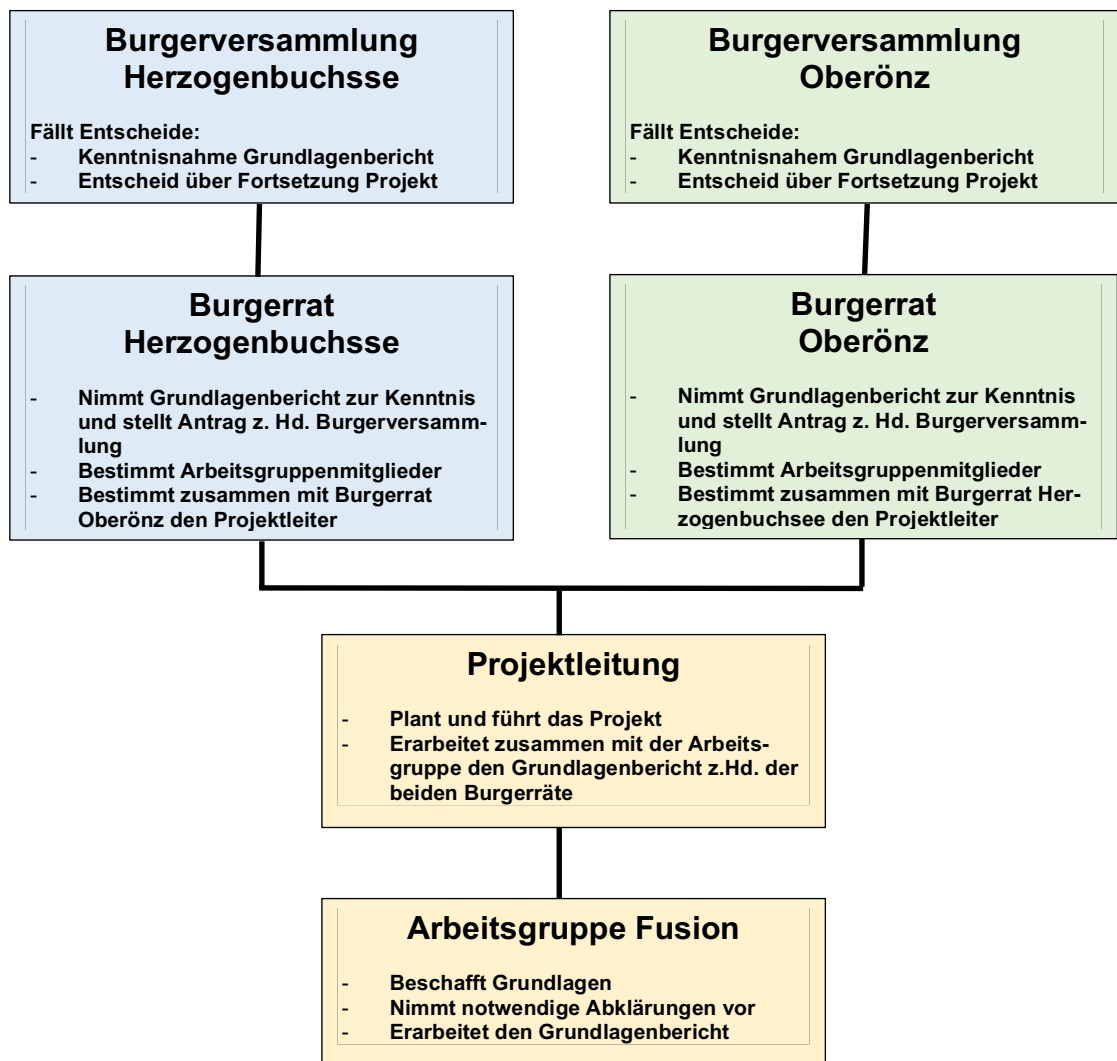 Burgerversammlung
Herzogenbuchsse
Fällt Entscheide:
- Kenntnisnahme Grundlagenbericht
- Entscheid über Fortsetzung Projekt
Burgerversammlung
Oberönz
Fällt Entscheide:
- Kenntnisnahem Grundlagenbericht
- Entscheid über Fortsetzung Projekt
Burgerrat
Herzogenbuchsse
- Nimmt Grundlagenbericht zur Kenntnis
und stellt Antrag z. Hd. Burgerversamm-
lung
- Bestimmt Arbeitsgruppenmitglieder
- Bestimmt zusammen mit Burgerrat
Oberönz den Projektleiter
Burgerrat
Oberönz
- Nimmt Grundlagenbericht zur Kenntnis
und stellt Antrag z. Hd. Burgerversamm-
lung
- Bestimmt Arbeitsgruppenmitglieder
- Bestimmt zusammen mit Burgerrat Her-
zogenbuchsee den Projektleiter
Projektleitung
- Plant und führt das Projekt
- Erarbeitet zusammen mit der Arbeits-
gruppe den Grundlagenbericht z.Hd. der
beiden Burgerräte
Arbeitsgruppe Fusion
- Beschafft Grundlagen
- Nimmt notwendige Abklärungen vor
- Erarbeitet den Grundlagenbericht